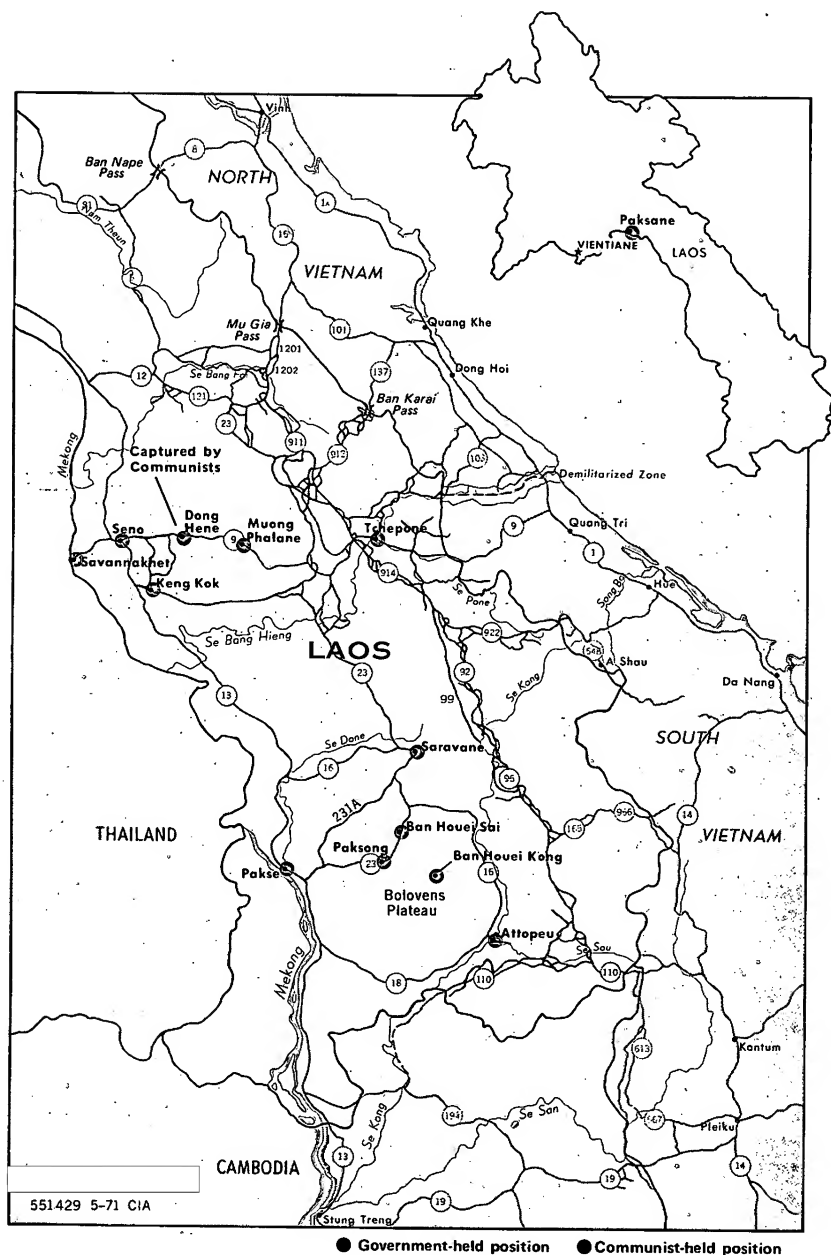 Vinh
Ban Nape
Pass
8
NORTH
1A
Nam Theun
Paksane
VIENTIANE
LAOS
15
VIETNAM
Mu Gia
Pass
101
Quang Khe
1201
1202
12
Se Bang Fai
121
137
Dong Hoi
Ban Karai
Pass
23
911
912
Mekong
Captured by
Communists
103
Demilitarized Zone
Seno
Dong
Hene
9
Muong
Phalane
Tchepone
9
Quang Tri
1
Savannakhet
Keng Kok
914
Se Pone
Song Bo
Hue
Se Bang Hieng
LAOS
922
548
A Shau
23
92
13
99
Se Kong
Da Nang
Se Done
Saravane
SOUTH
16
96
231A
165
966
14
THAILAND
Ban Houei Sai
VIETNAM
Paksong
23
Ban Houei Kong
Pakse
16
Bolovens
Plateau
Attopeu
Se Sou
Mekong
18
110
110
613
Kontum
Se Kong
194
Se San
Pleiku
CAMBODIA
13
19
14
551429 5-71 CIA
19
Stung Treng
Government-held position
Communist-held position